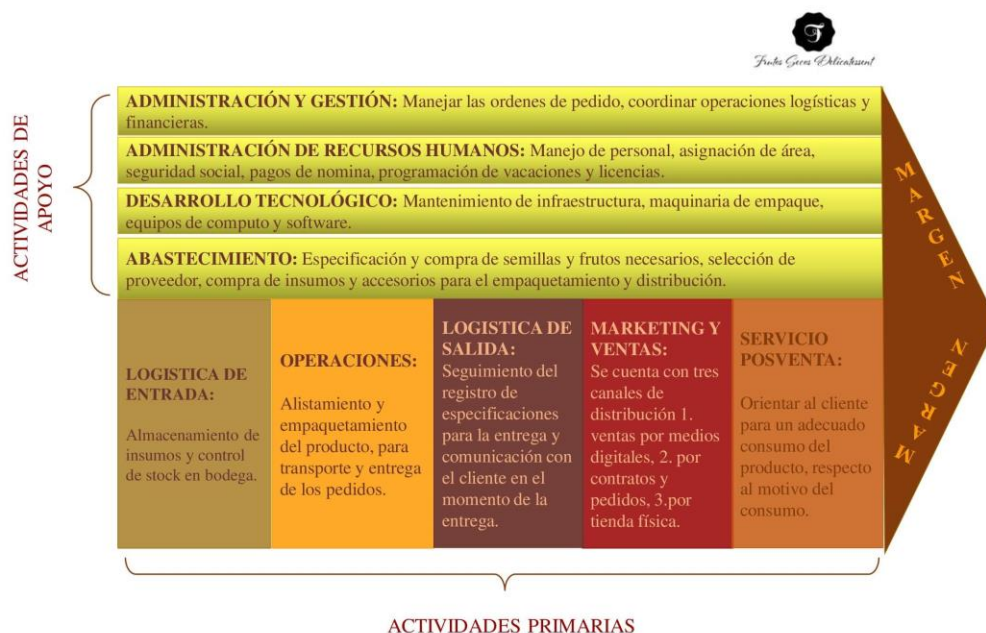 Frutos Secos Delicatessent
ACTIVIDADES DE
APOYO
ADMINISTRACIÓN Y GESTIÓN: Manejar las ordenes de pedido, coordinar operaciones logísticas y
financieras.
ADMINISTRACIÓN DE RECURSOS HUMANOS: Manejo de personal, asignación de área,
seguridad social, pagos de nomina, programación de vacaciones y licencias.
DESARROLLO TECNOLÓGICO: Mantenimiento de infraestructura, maquinaria de empaque,
equipos de computo y software.
ABASTECIMIENTO: Especificación y compra de semillas y frutos necesarios, selección de
proveedor, compra de insumos y accesorios para el empaquetamiento y distribución.
LOGISTICA DE
ENTRADA:
Almacenamiento de
insumos y control
de stock en bodega.
OPERACIONES:
Alistamiento y
empaquetamiento
del producto, para
transporte y entrega
de los pedidos.
LOGISTICA DE
SALIDA:
Seguimiento del
registro de
especificaciones
para la entrega y
comunicación con
el cliente en el
momento de la
entrega.
MARKETING Y
VENTAS:
Se cuenta con tres
canales de
distribución 1.
ventas por medios
digitales, 2. por
contratos y
pedidos, 3.por
tienda física.
SERVICIO
POSVENTA:
Orientar al cliente
para un adecuado
consumo del
producto, respecto
al motivo del
consumo.
MARGEN
MARGEN
ACTIVIDADES PRIMARIAS